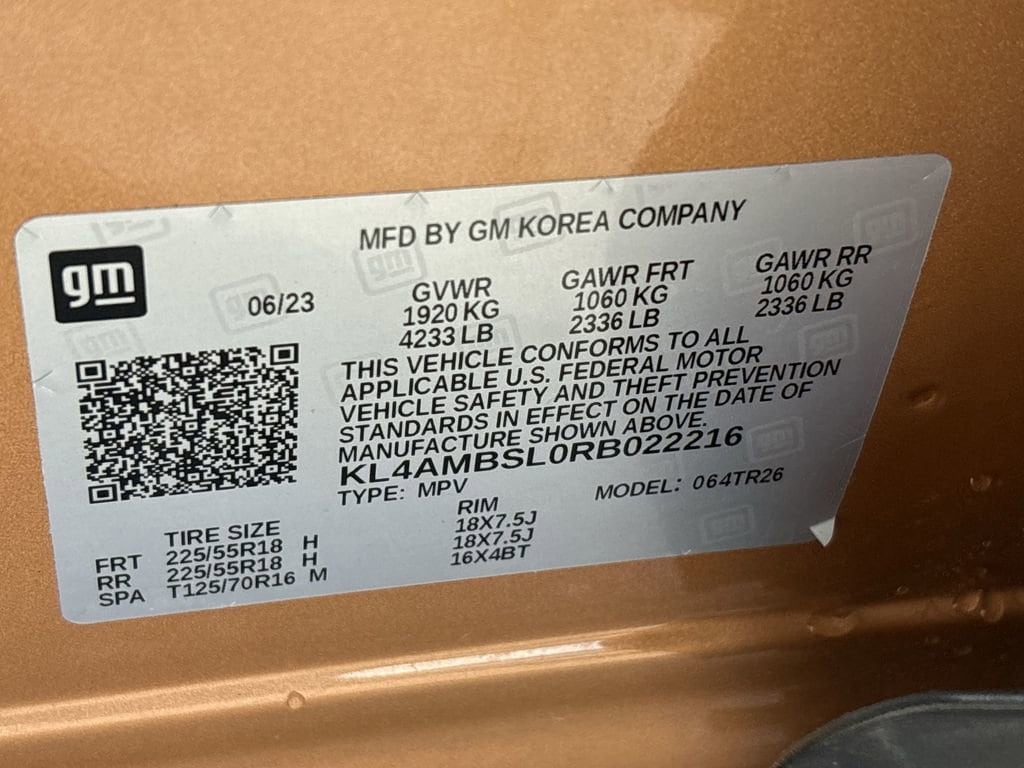 gm
MFD BY GM KOREA COMPANY
06/23
GVWR
1920 KG
4233 LB
GAWR FRT
1060 KG
2336 LB
GAWR RR
1060 KG
2336 LB
THIS VEHICLE CONFORMS TO ALL
APPLICABLE U.S. FEDERAL MOTOR
VEHICLE SAFETY AND THEFT PREVENTION
STANDARDS IN EFFECT ON THE DATE OF
MANUFACTURE SHOWN ABOVE.
KL4AMBSL0RB022216
TYPE: MPV
MODEL: 064TR26
TIRE SIZE RIM
FRT 225/55R18 H 18X7.5J
RR 225/55R18 H 18X7.5J
SPA T125/70R16 M 16X4BT